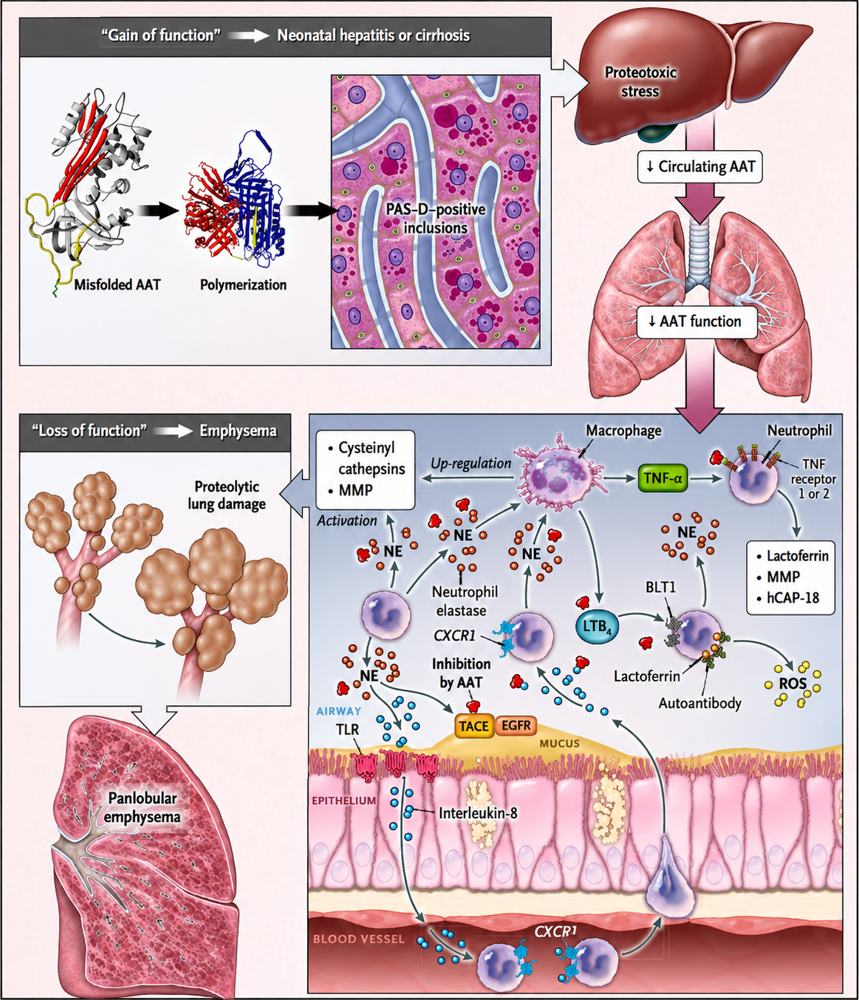 “Gain of function” Neonatal hepatitis or cirrhosis
Proteotoxic
stress
Misfolded AAT
Polymerization
PAS-D-positive
inclusions
↓ Circulating AAT
↓ AAT function
“Loss of function” Emphysema
Proteolytic
lung damage
Panlobular
emphysema
• Cysteinyl
cathepsins
• MMP
Up-regulation
Activation
Macrophage
TNF-α
Neutrophil
TNF
receptor
1 or 2
NE
NE
NE
NE
Neutrophil
elastase
• Lactoferrin
• MMP
• hCAP-18
BLT1
CXCR1
LTB4
Inhibition
by AAT
NE
Lactoferrin
Autoantibody
ROS
AIRWAY
TLR
TACE
EGFR
MUCUS
EPITHELIUM
Interleukin-8
BLOOD VESSEL
CXCR1